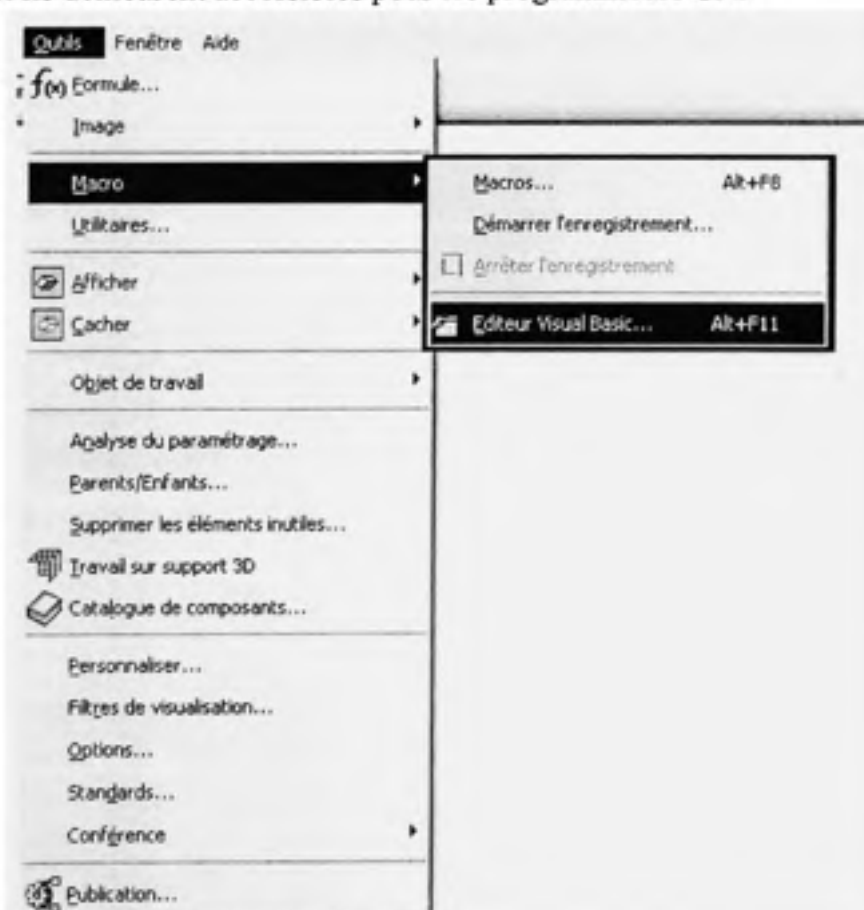 Outils Fenêtre Aide
f(x) Formule...
Image
Macro
Macros... Alt+F8
Démarrer l'enregistrement...
Arrêter l'enregistrement
Editeur Visual Basic... Alt+F11
Utilitaires...
Afficher
Cacher
Objet de travail
Analyse du paramétrage...
Parents/Enfants...
Supprimer les éléments inutiles...
Travail sur support 3D
Catalogue de composants...
Personnaliser...
Filtres de visualisation...
Options...
Standards...
Conférence
Publication...